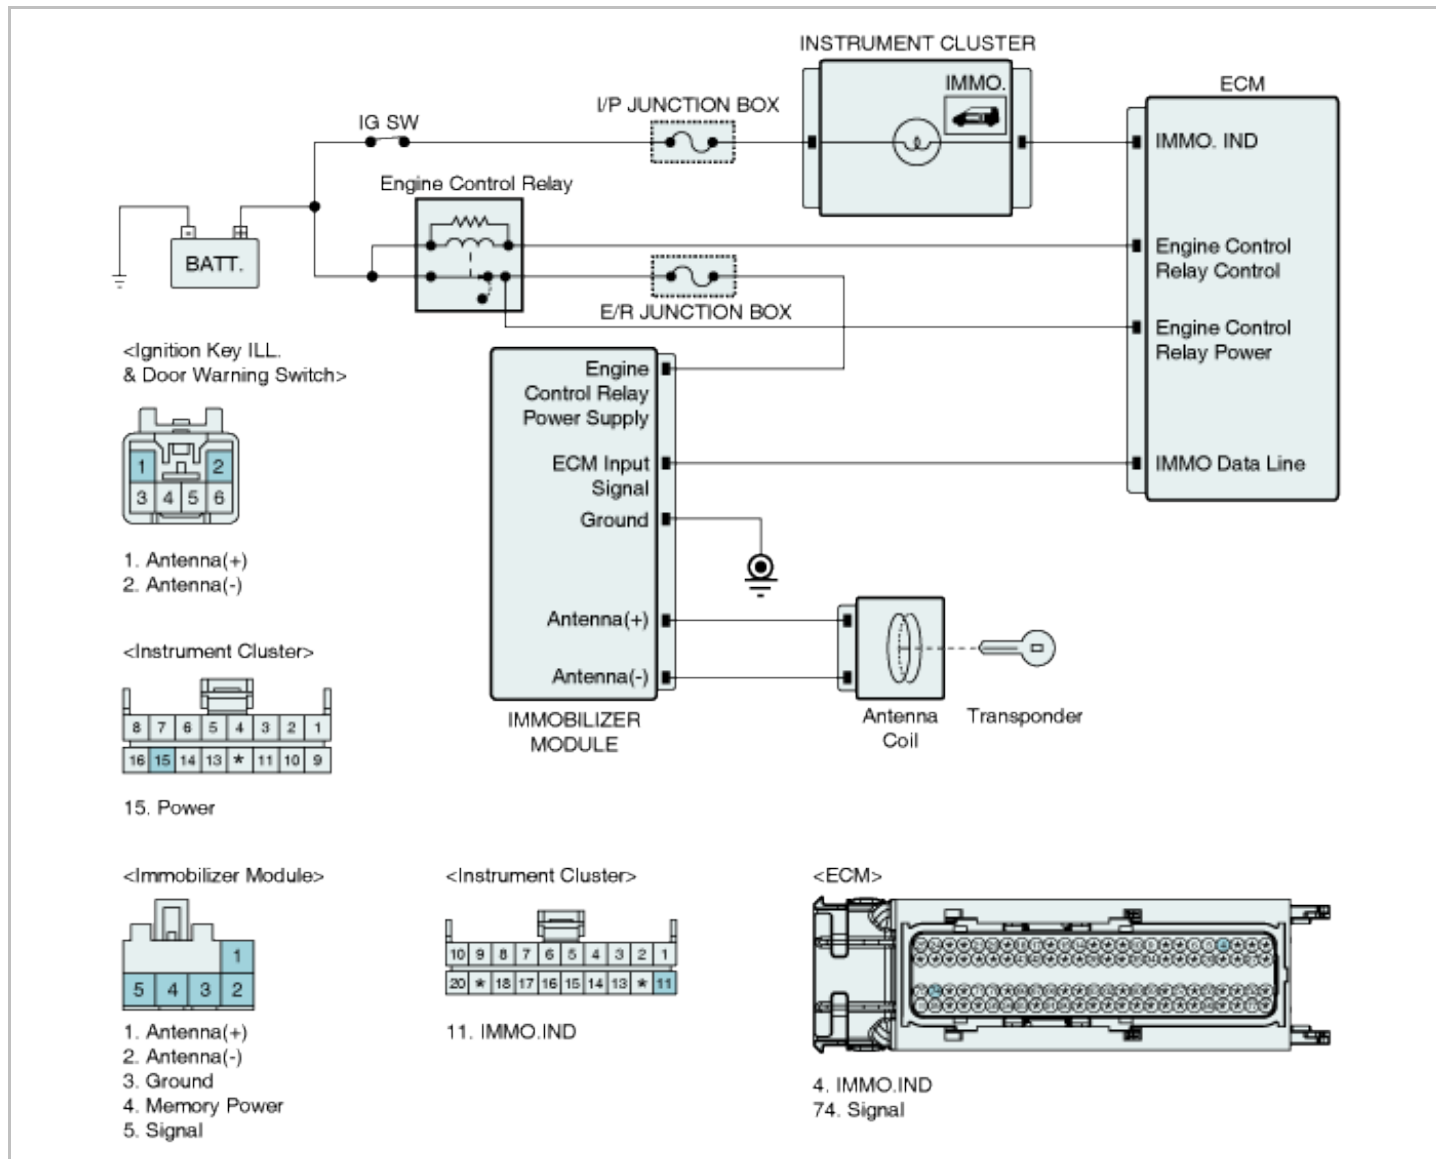 INSTRUMENT CLUSTER
IMMO.
ECM
I/P JUNCTION BOX
IG SW
IMMO. IND
Engine Control Relay
- +
BATT.
Engine Control
Relay Control
E/R JUNCTION BOX
Engine Control
Relay Power
<Ignition Key ILL.
& Door Warning Switch>
Engine
Control Relay
Power Supply
ECM Input
Signal
IMMO Data Line
Ground
1 2
3 4 5 6
1. Antenna(+)
2. Antenna(-)
Antenna(+)
Antenna(-)
IMMOBILIZER
MODULE
Antenna
Coil
Transponder
<Instrument Cluster>
8 7 6 5 4 3 2 1
16 15 14 13 * 11 10 9
15. Power
<Immobilizer Module>
1
5 4 3 2
1. Antenna(+)
2. Antenna(-)
3. Ground
4. Memory Power
5. Signal
<Instrument Cluster>
10 9 8 7 6 5 4 3 2 1
20 * 18 17 16 15 14 13 * 11
11. IMMO.IND
<ECM>
4. IMMO.IND
74. Signal